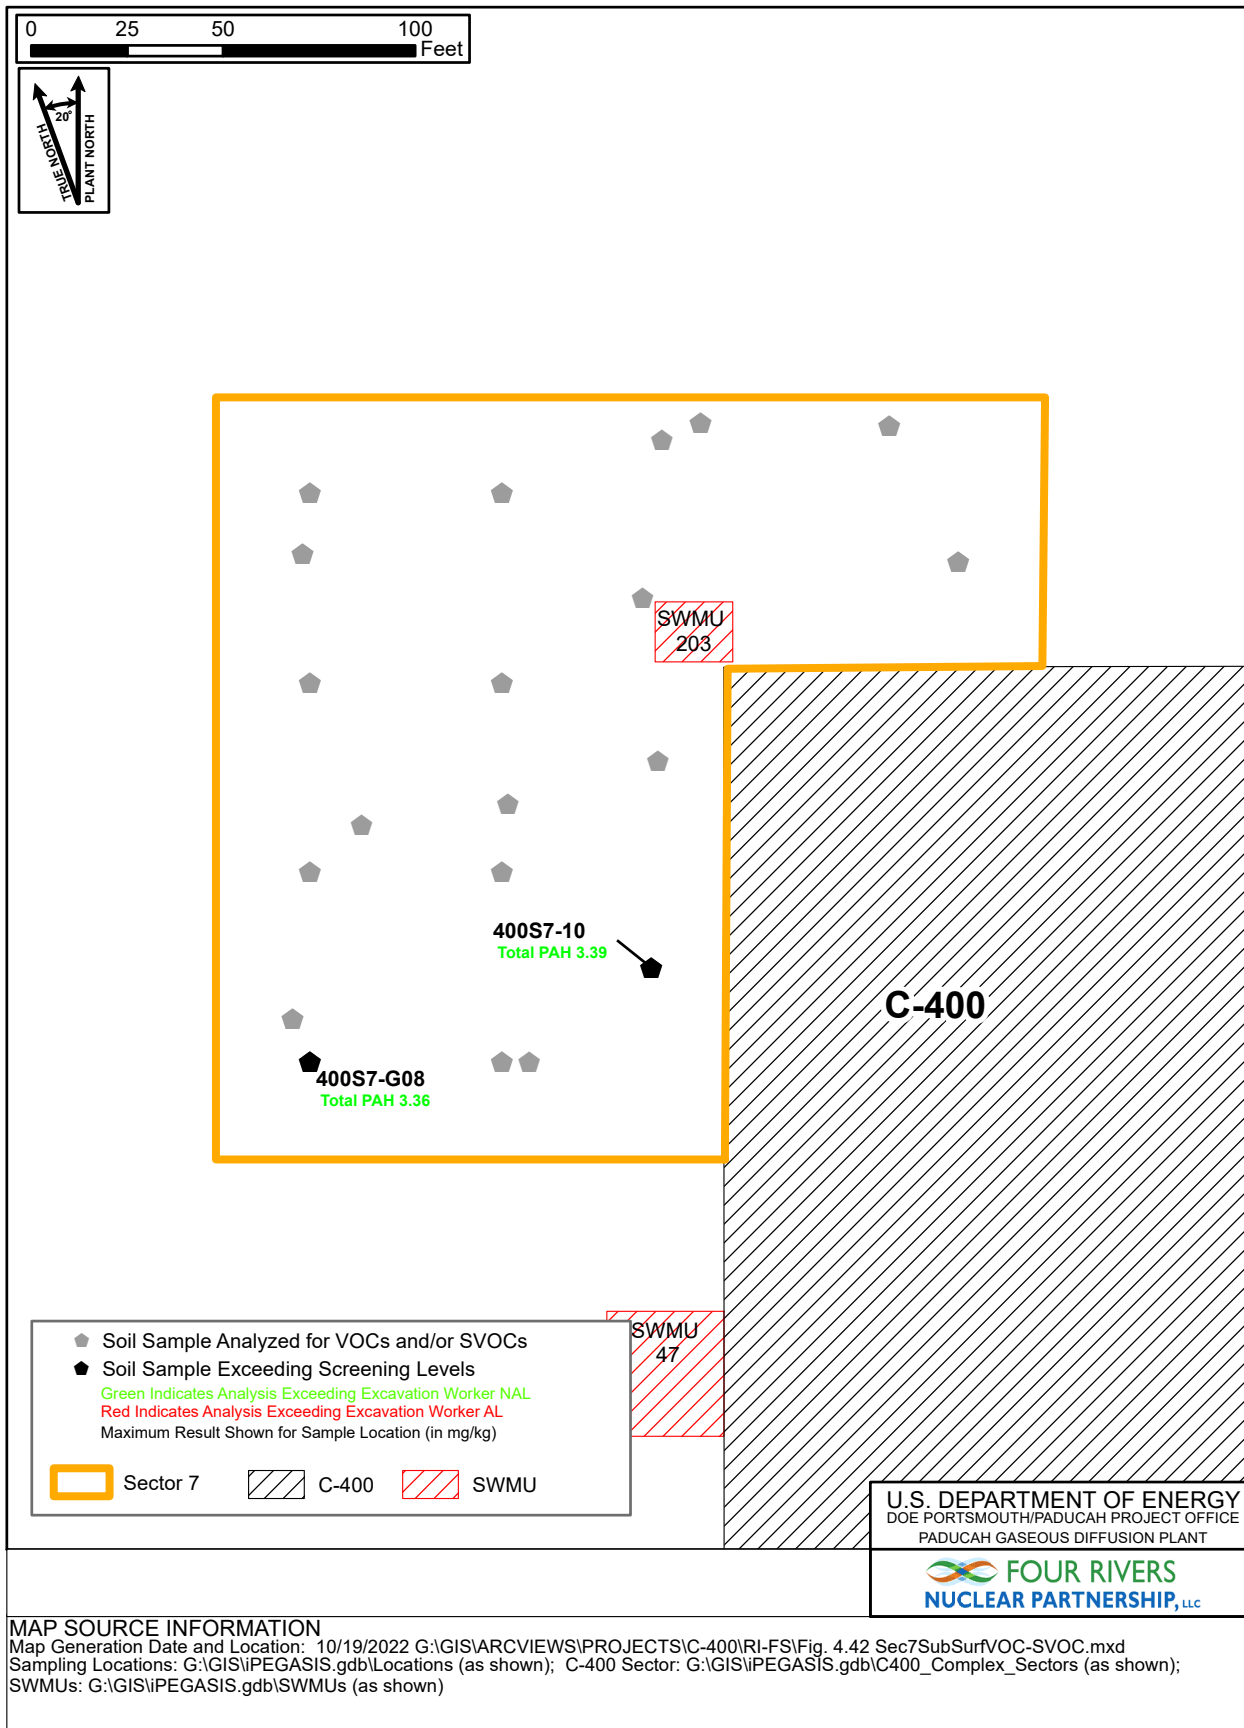 0 25 50 100
Feet
20°
TRUE NORTH
PLANT NORTH
SWMU
203
400S7-10
Total PAH 3.39
C-400
400S7-G08
Total PAH 3.36
SWMU
47
Soil Sample Analyzed for VOCs and/or SVOCs
Soil Sample Exceeding Screening Levels
Green Indicates Analysis Exceeding Excavation Worker NAL
Red Indicates Analysis Exceeding Excavation Worker AL
Maximum Result Shown for Sample Location (in mg/kg)
Sector 7 C-400 SWMU
U.S. DEPARTMENT OF ENERGY
DOE PORTSMOUTH/PADUCAH PROJECT OFFICE
PADUCAH GASEOUS DIFFUSION PLANT
FOUR RIVERS
NUCLEAR PARTNERSHIP, LLC
MAP SOURCE INFORMATION
Map Generation Date and Location: 10/19/2022 G:\GIS\ARCVIEWS\PROJECTS\C-400\RI-FS\Fig. 4.42 Sec7SubSurfVOC-SVOC.mxd
Sampling Locations: G:\GIS\iPEGASIS.gdb\Locations (as shown); C-400 Sector: G:\GIS\iPEGASIS.gdb\C400_Complex_Sectors (as shown);
SWMUs: G:\GIS\iPEGASIS.gdb\SWMUs (as shown)